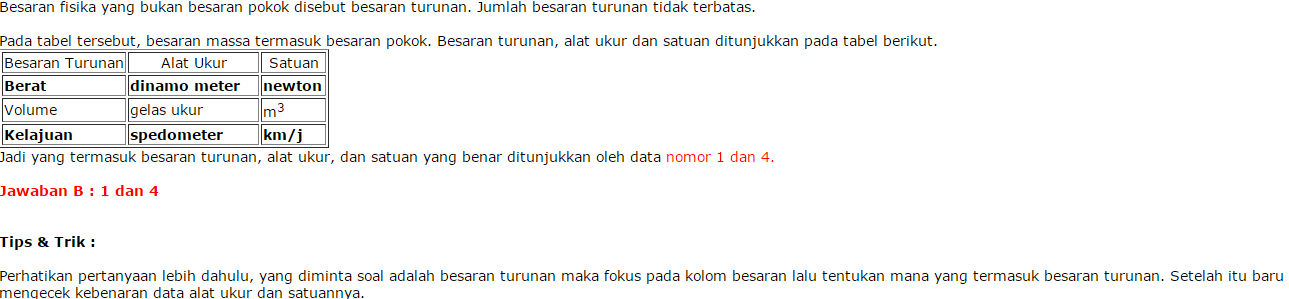 Besaran fisika yang bukan besaran pokok disebut besaran turunan. Jumlah besaran turunan tidak terbatas.
Pada tabel tersebut, besaran massa termasuk besaran pokok. Besaran turunan, alat ukur dan satuan ditunjukkan pada tabel berikut.
Besaran Turunan Alat Ukur Satuan
Berat dinamo meter newton
Volume gelas ukur m³
Kelajuan spedometer km/j
Jadi yang termasuk besaran turunan, alat ukur, dan satuan yang benar ditunjukkan oleh data nomor 1 dan 4.
Jawaban B : 1 dan 4
Tips & Trik :
Perhatikan pertanyaan lebih dahulu, yang diminta soal adalah besaran turunan maka fokus pada kolom besaran lalu tentukan mana yang termasuk besaran turunan. Setelah itu baru
mengecek kebenaran data alat ukur dan satuannya.